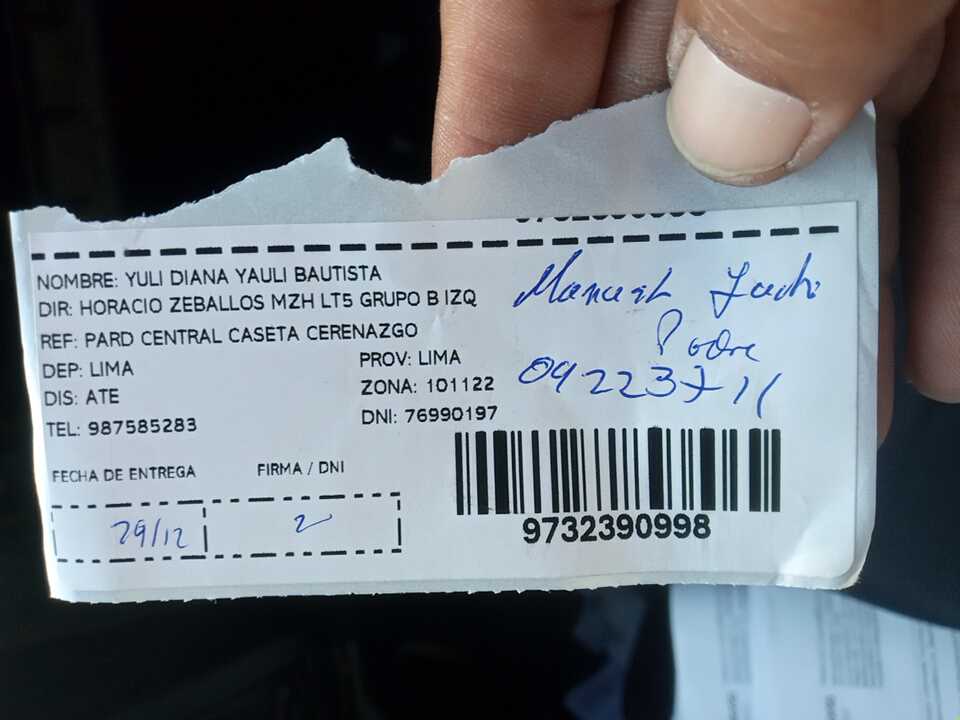 NOMBRE: YULI DIANA YAULI BAUTISTA
DIR: HORACIO ZEBALLOS MZH LT5 GRUPO B IZQ
REF: PARD CENTRAL CASETA CERENAZGO
DEP: LIMA PROV: LIMA
DIS: ATE ZONA: 101122
TEL: 987585283 DNI: 76990197
Padre
09223711
FECHA DE ENTREGA FIRMA / DNI
29/12 2
9732390998